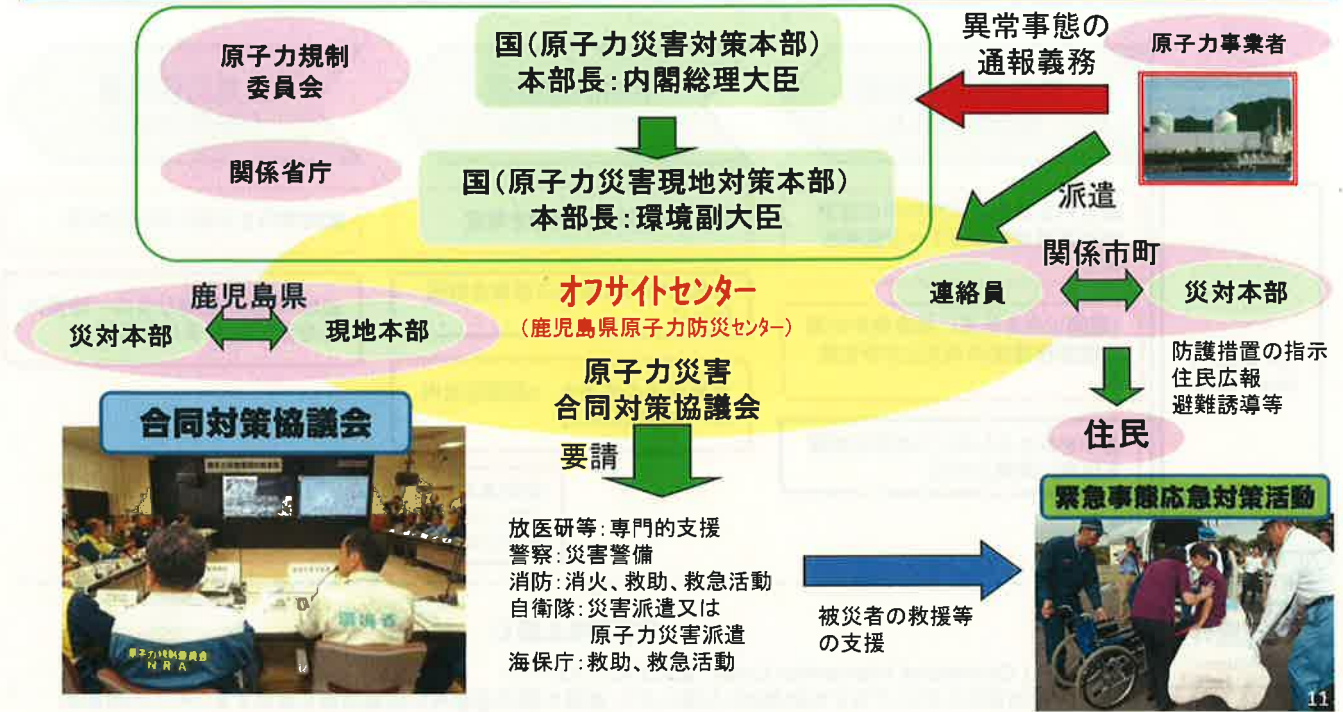 原子力規制
委員会
関係省庁
国(原子力災害対策本部)
本部長:内閣総理大臣
国(原子力災害現地対策本部)
本部長:環境副大臣
異常事態の
通報義務
原子力事業者
派遣
関係市町
連絡員
災対本部
防護措置の指示
住民広報
避難誘導等
住民
鹿児島県
災対本部
現地本部
オフサイトセンター
(鹿児島県原子力防災センター)
原子力災害
合同対策協議会
要請
合同対策協議会
原子力規制委員会
NRA
環境省
放医研等:専門的支援
警察:災害警備
消防:消火、救助、救急活動
自衛隊:災害派遣又は
原子力災害派遣
海保庁:救助、救急活動
被災者の救援等
の支援
緊急事態応急対策活動
11